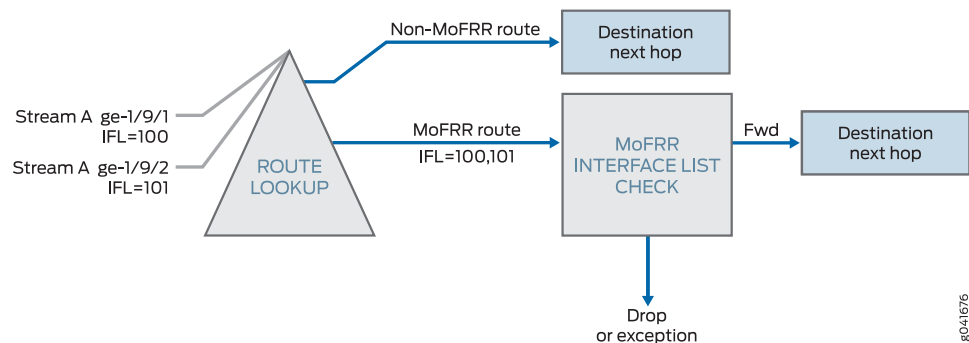 Non-MoFRR route
Destination
next hop
Stream A ge-1/9/1
IFL=100
Stream A ge-1/9/2
IFL=101
ROUTE
LOOKUP
MoFRR route
IFL=100,101
MoFRR
INTERFACE LIST
CHECK
Fwd
Destination
next hop
Drop
or exception
g041676